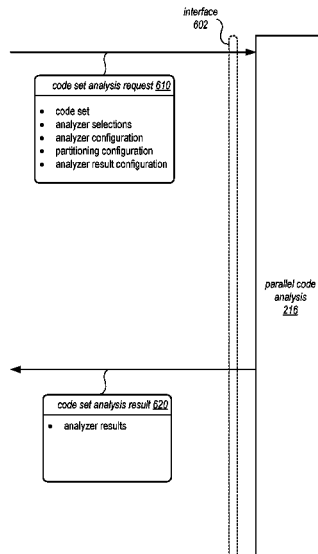 interface
602
code set analysis request 610
• code set
• analyzer selections
• analyzer configuration
• partitioning configuration
• analyzer result configuration
parallel code
analysis
216
code set analysis result 620
• analyzer results